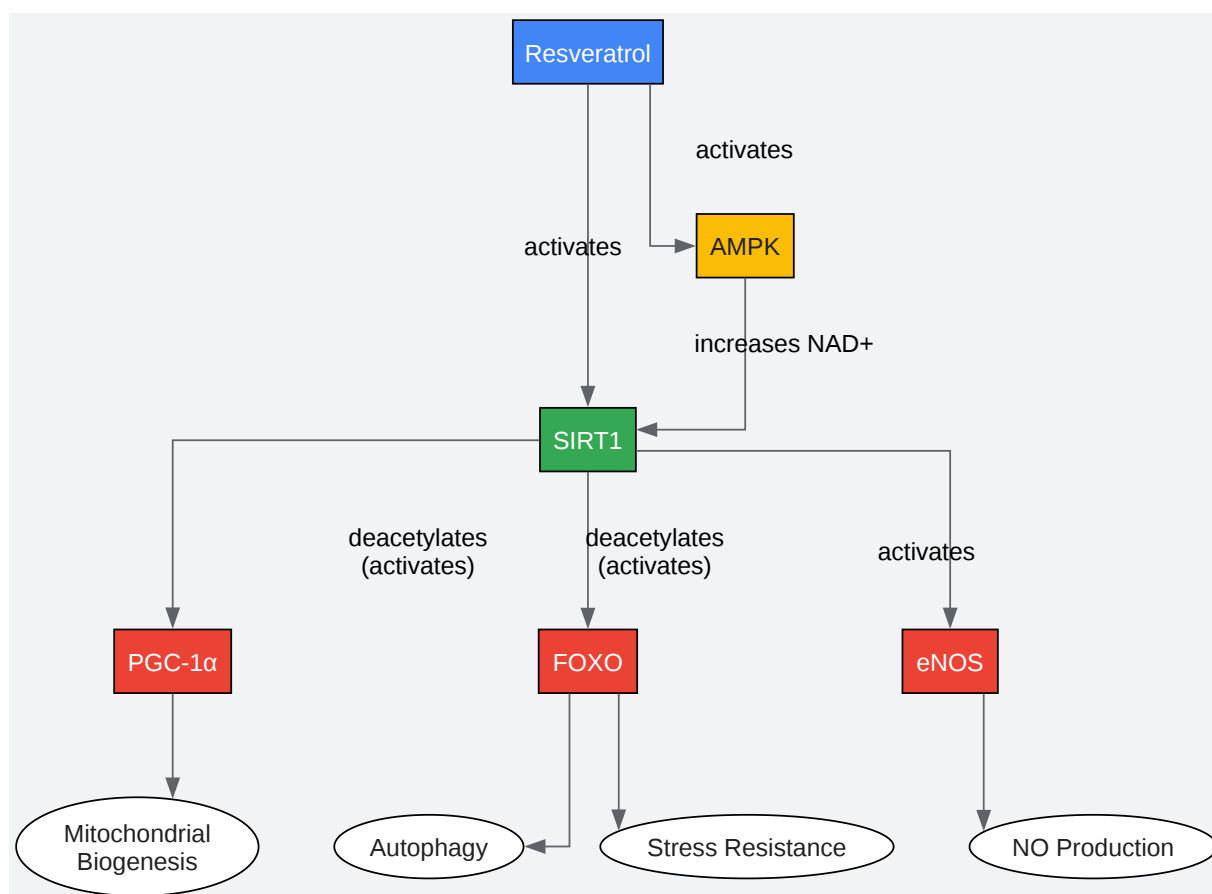 Resveratrol
activates
activates
AMPK
increases NAD+
SIRT1
deacetylates
(activates)
deacetylates
(activates)
activates
PGC-1α
FOXO
eNOS
Mitochondrial
Biogenesis
Autophagy
Stress Resistance
NO Production